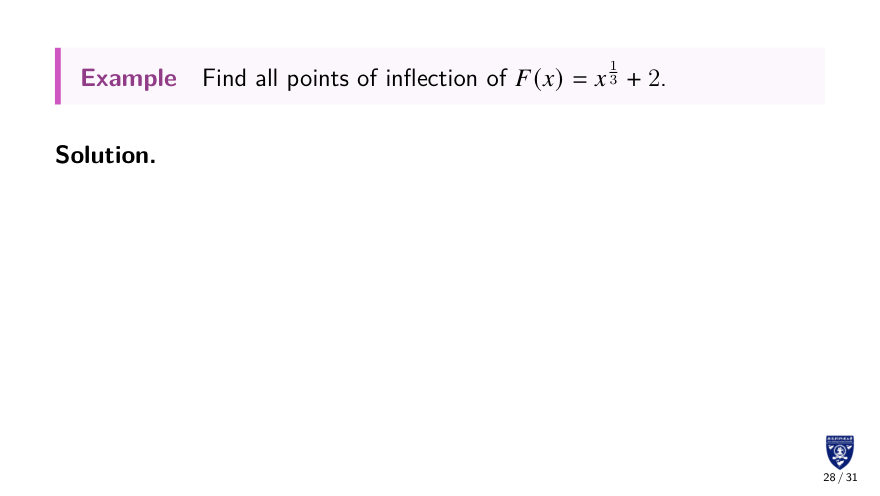 Example Find all points of inflection of F(x) = x^{1/3} + 2.
Solution.
28 / 31